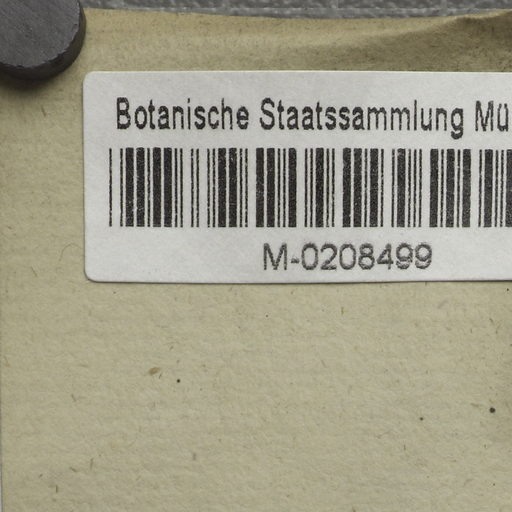 Botanische Staatssammlung Mü
M-0208499